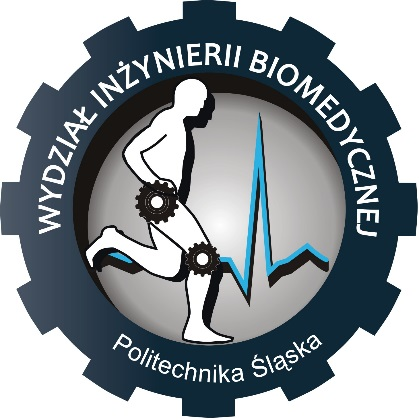 WYDZIAŁ INŻYNIERII BIOMEDYCZNEJ
Politechnika Śląska